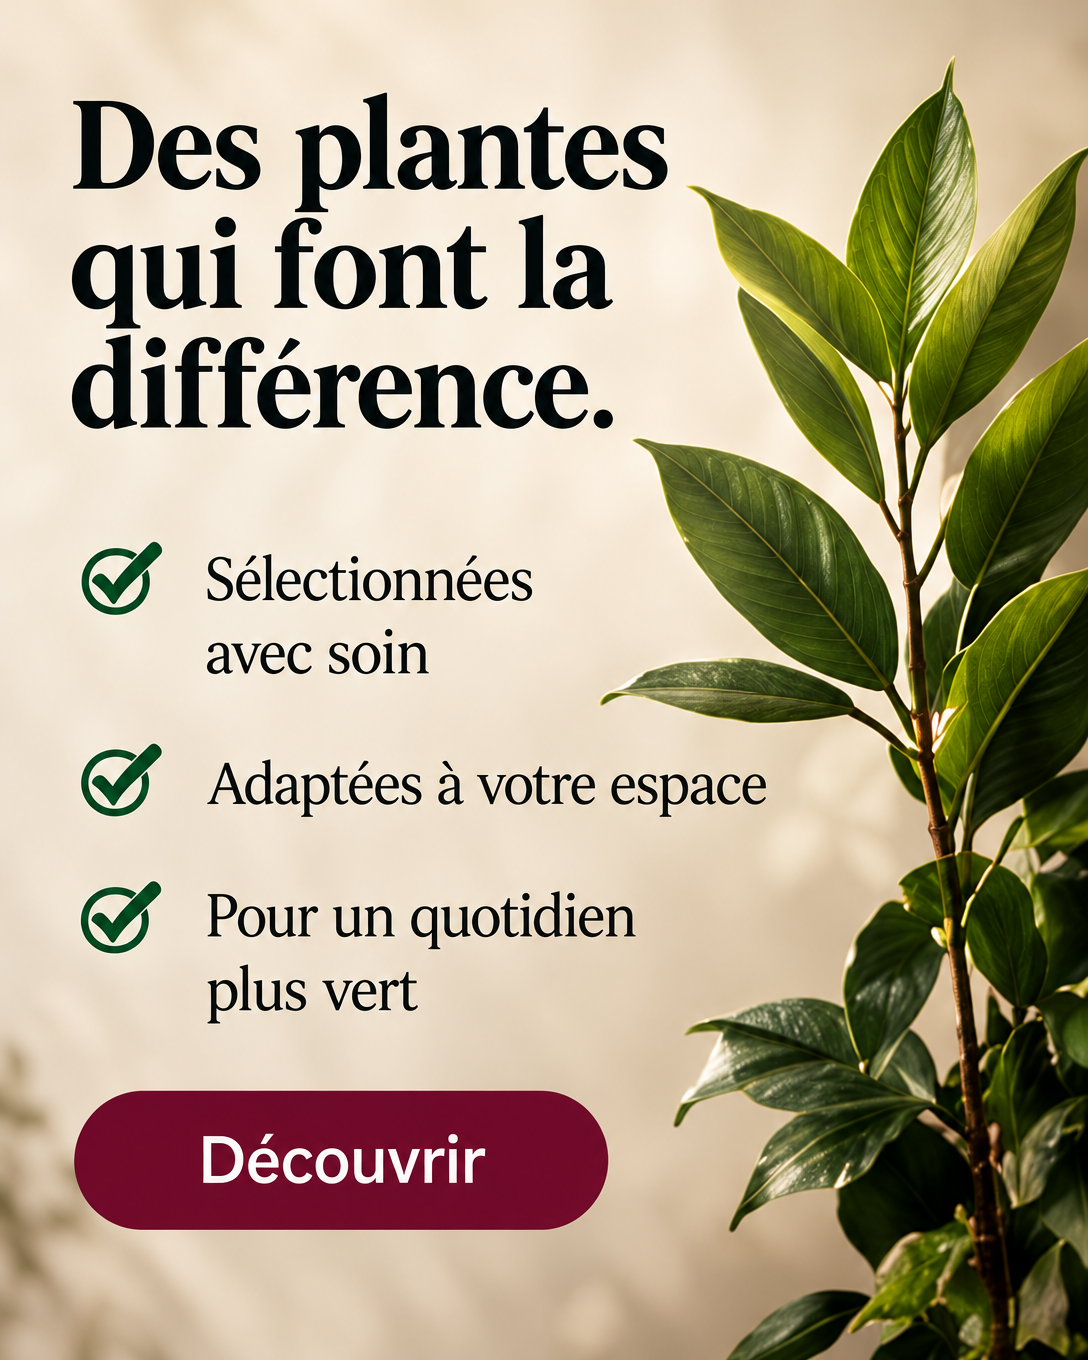 Des plantes
qui font la
différence.
Sélectionnées
avec soin
Adaptées à votre espace
Pour un quotidien
plus vert
Découvrir